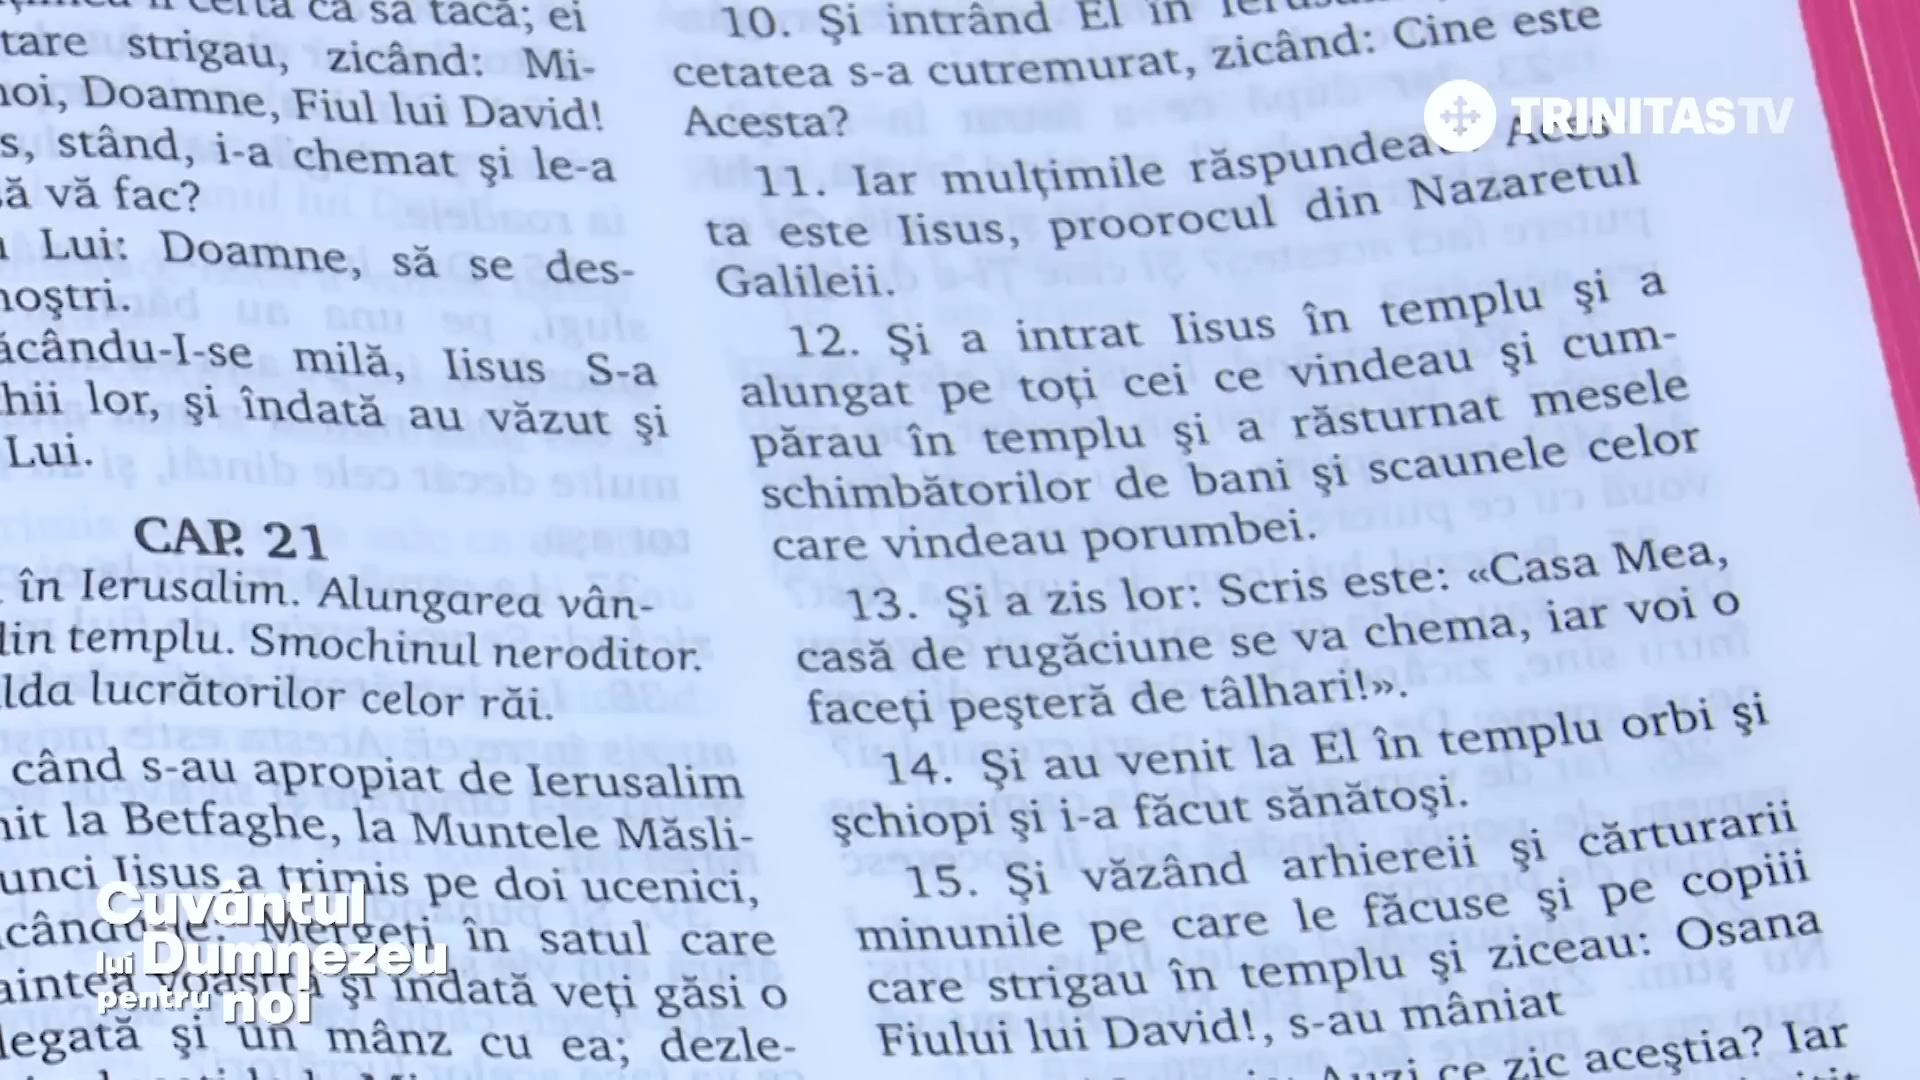 certa ca să tacă; ei
tare strigau, zicând: Mi-
noi, Doamne, Fiul lui David!
s, stând, i-a chemat şi le-a
să vă fac?
Lui: Doamne, să se des-
noştri.
ăcându-I-se milă, Iisus S-a
hii lor, şi îndată au văzut şi
Lui.
CAP. 21
în Ierusalim. Alungarea vân-
din templu. Smochinul neroditor.
lda lucrătorilor celor răi.
când s-au apropiat de Ierusalim
nit la Betfaghe, la Muntele Măsli-
unci Iisus a trimis pe doi ucenici,
Mergeţi în satul care
şi îndată veţi găsi o
legată şi un mânz cu ea; dezle-
10. Şi intrând El în
cetatea s-a cutremurat, zicând: Cine este
Acesta?
11. Iar mulţimile răspundeau: Aces-
ta este Iisus, proorocul din Nazaretul
Galileii.
12. Şi a intrat Iisus în templu şi a
alungat pe toţi cei ce vindeau şi cum-
părau în templu şi a răsturnat mesele
schimbătorilor de bani şi scaunele celor
care vindeau porumbei.
13. Şi a zis lor: Scris este: «Casa Mea,
casă de rugăciune se va chema, iar voi o
faceţi peşteră de tâlhari!».
14. Şi au venit la El în templu orbi şi
şchiopi şi i-a făcut sănătoşi.
15. Şi văzând arhiereii şi cărturarii
minunile pe care le făcuse şi pe copiii
care strigau în templu şi ziceau: Osana
Fiului lui David!, s-au mâniat
Auzi ce zic aceştia? Iar
TRINITAS TV
Cuvântul
lui Dumnezeu
pentru noi